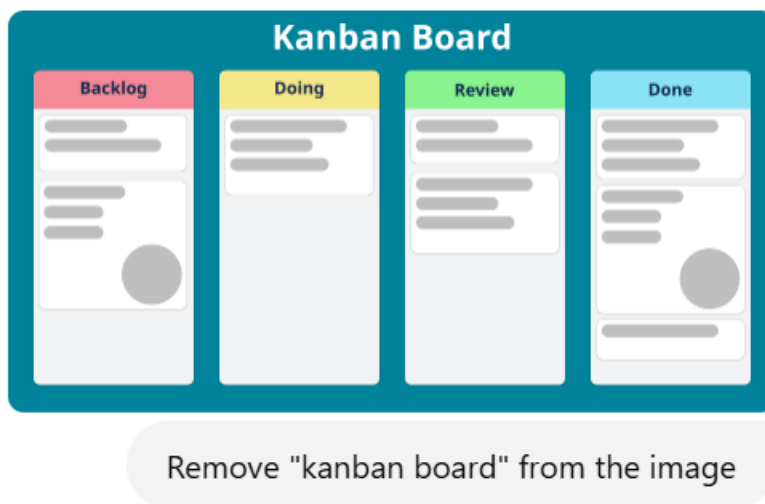 Kanban Board
Backlog Doing Review Done
Remove "kanban board" from the image